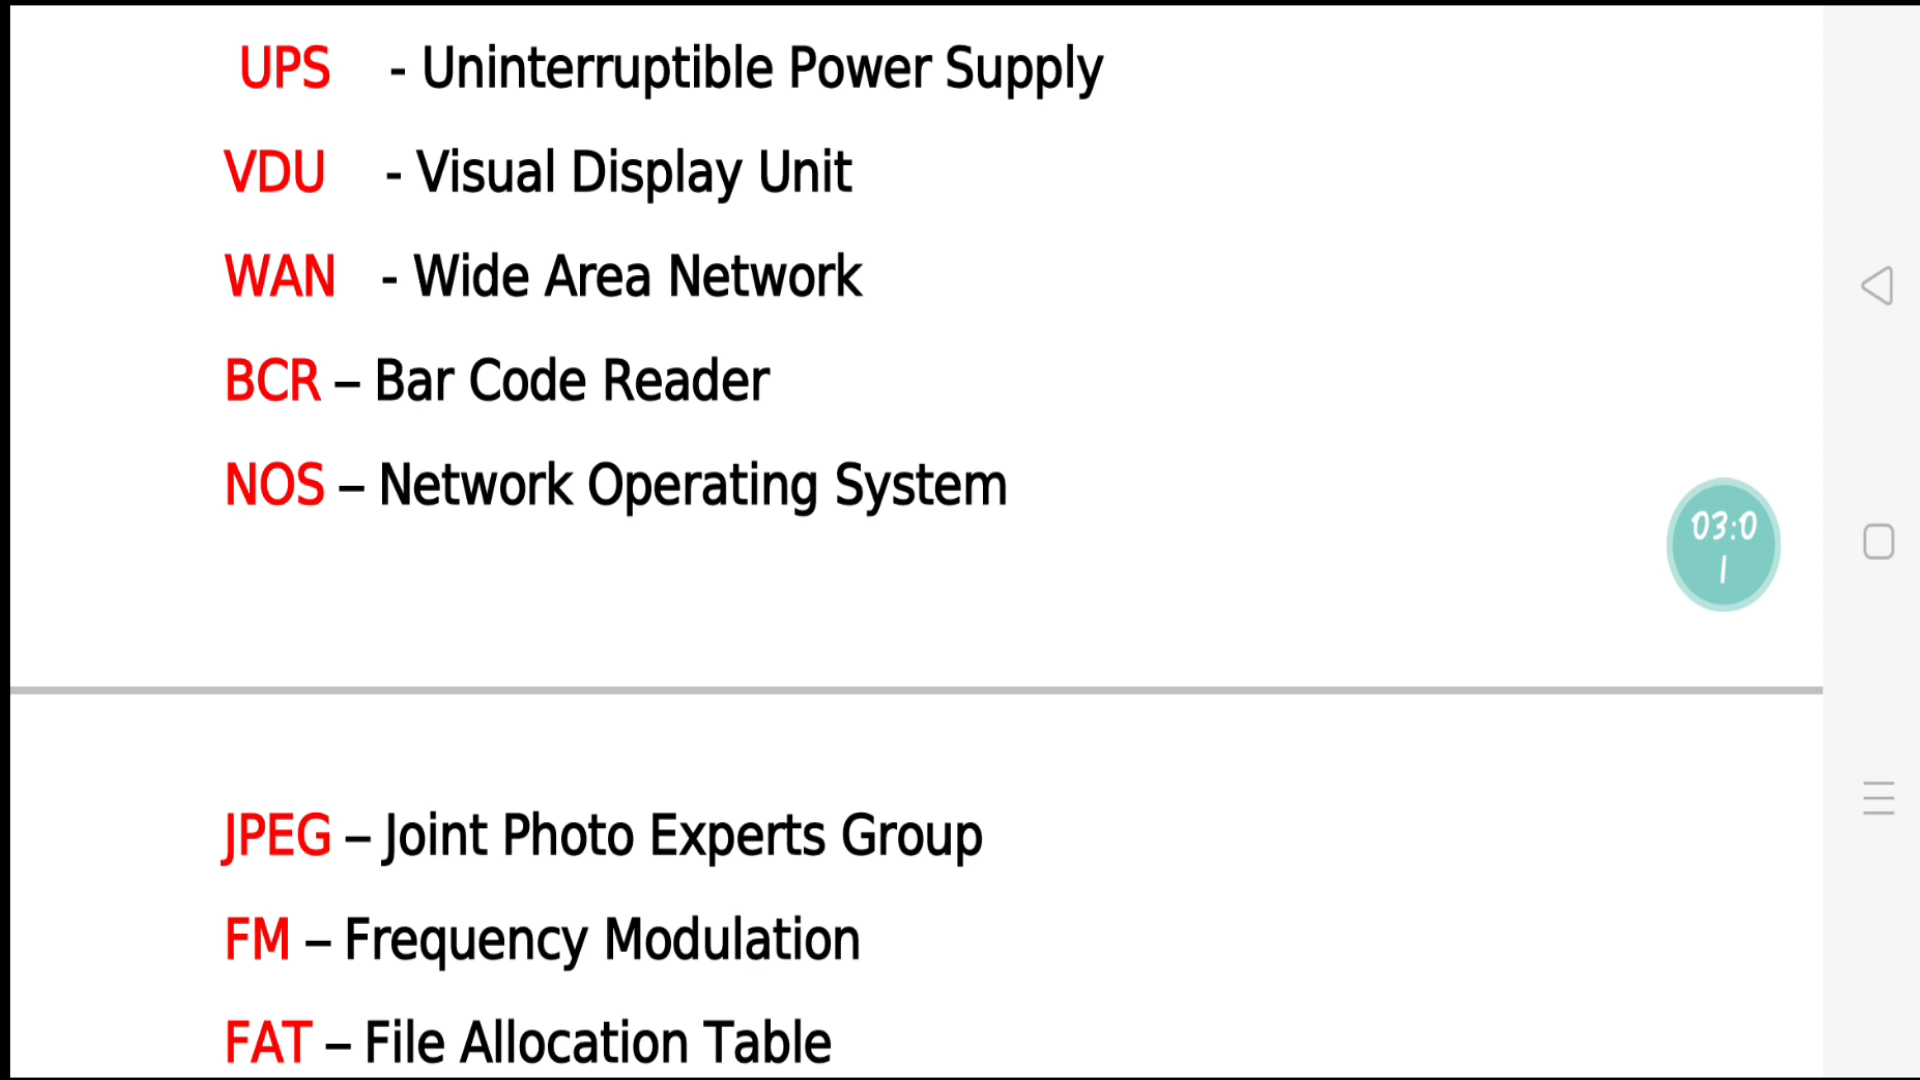 UPS - Uninterruptible Power Supply
VDU - Visual Display Unit
WAN - Wide Area Network
BCR – Bar Code Reader
NOS – Network Operating System
03:0
1
JPEG – Joint Photo Experts Group
FM – Frequency Modulation
FAT – File Allocation Table